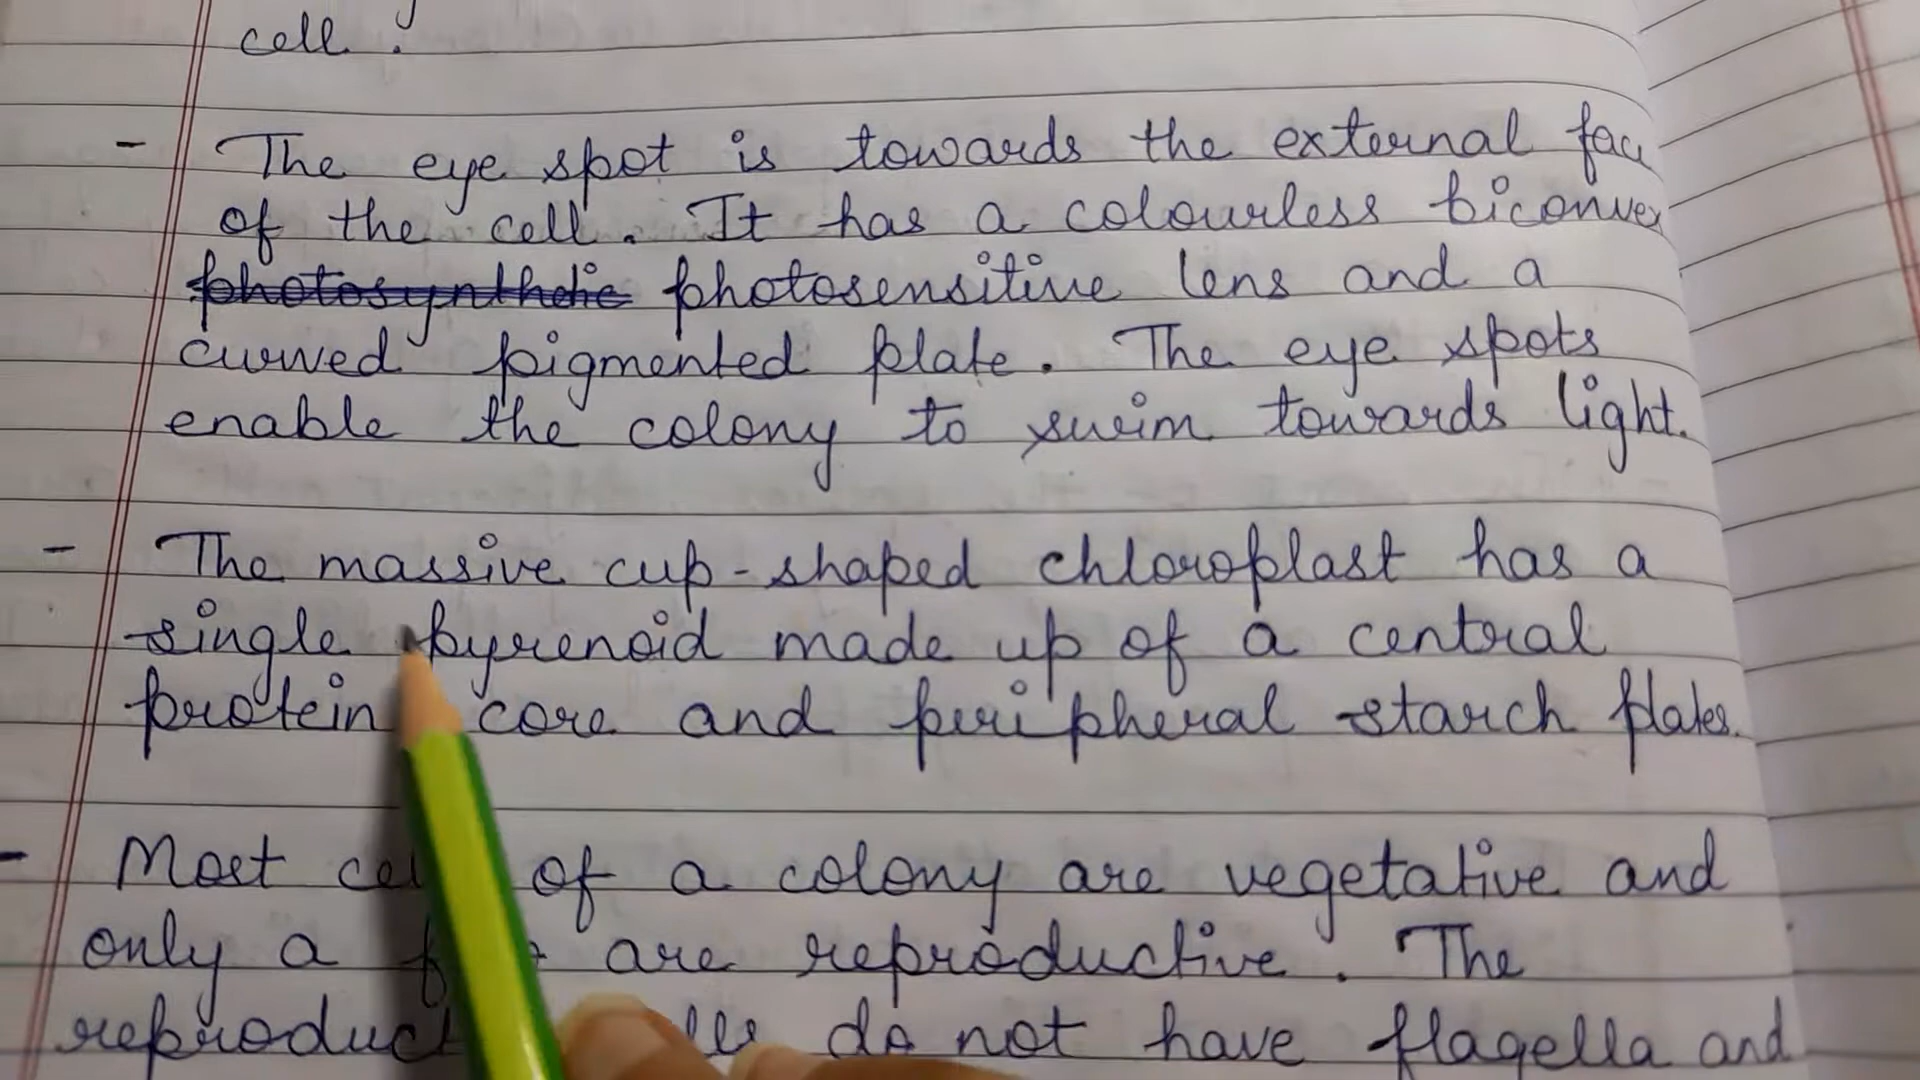 cell.
- The eye spot is towards the external face
of the cell. It has a colourless biconvex
photosynthetic photosensitive lens and a
curved pigmented plate. The eye spots
enable the colony to swim towards light.
- The massive cup-shaped chloroplast has a
single pyrenoid made up of a central
protein core and peripheral starch plates.
- Most of a colony are vegetative and
only a are reproductive. The
do not have flagella and